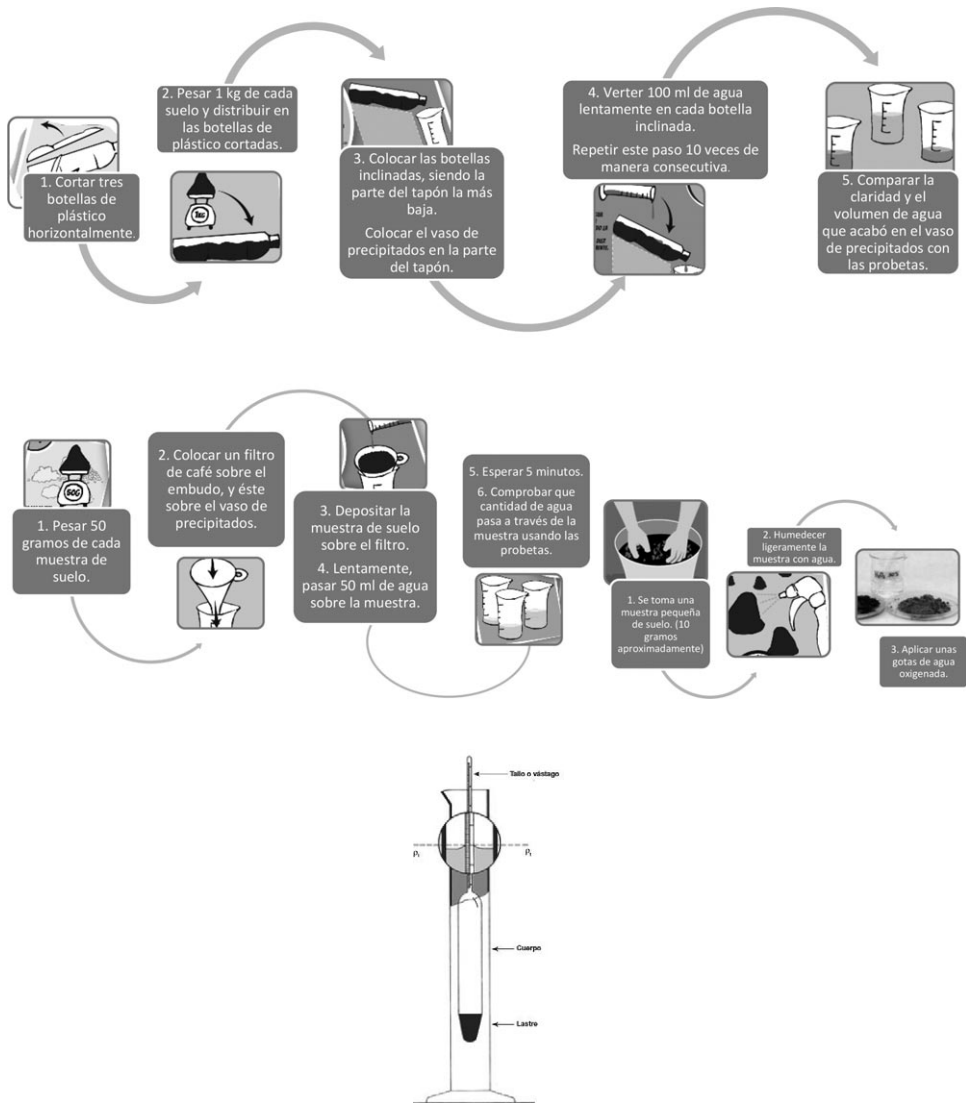 1. Cortar tres
botellas de
plástico
horizontalmente.
2. Pesar 1 kg de cada
suelo y distribuir en
las botellas de
plástico cortadas.
3. Colocar las botellas
inclinadas, siendo la
parte del tapón la más
baja.
Colocar el vaso de
precipitados en la parte
del tapón.
4. Verter 100 ml de agua
lentamente en cada botella
inclinada.
Repetir este paso 10 veces de
manera consecutiva.
5. Comparar la
claridad y el
volumen de agua
que acabó en el vaso
de precipitados con
las probetas.
1. Pesar 50
gramos de cada
muestra de
suelo.
2. Colocar un filtro
de café sobre el
embudo, y éste
sobre el vaso de
precipitados.
3. Depositar la
muestra de suelo
sobre el filtro.
4. Lentamente,
pasar 50 ml de agua
sobre la muestra.
5. Esperar 5 minutos.
6. Comprobar que
cantidad de agua
pasa a través de la
muestra usando las
probetas.
1. Se toma una
muestra pequeña
de suelo. (10
gramos
aproximadamente)
2. Humedecer
ligeramente la
muestra con agua.
3. Aplicar unas
gotas de agua
oxigenada.
Tallo o vástago
Cuerpo
Lastre